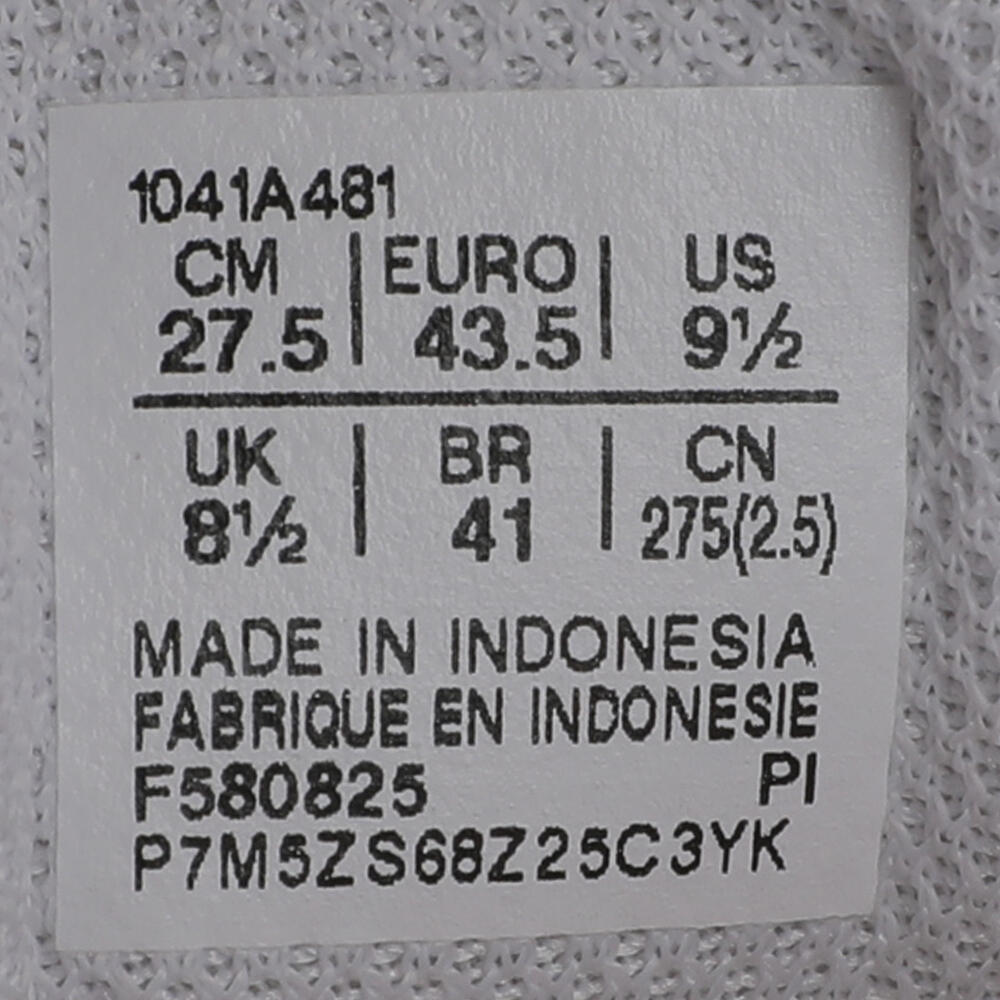 1041A481
CM | EURO | US
27.5 | 43.5 | 9½
UK | BR | CN
8½ | 41 | 275(2.5)
MADE IN INDONESIA
FABRIQUE EN INDONESIE
F580825 PI
P7M5ZS68Z25C3YK